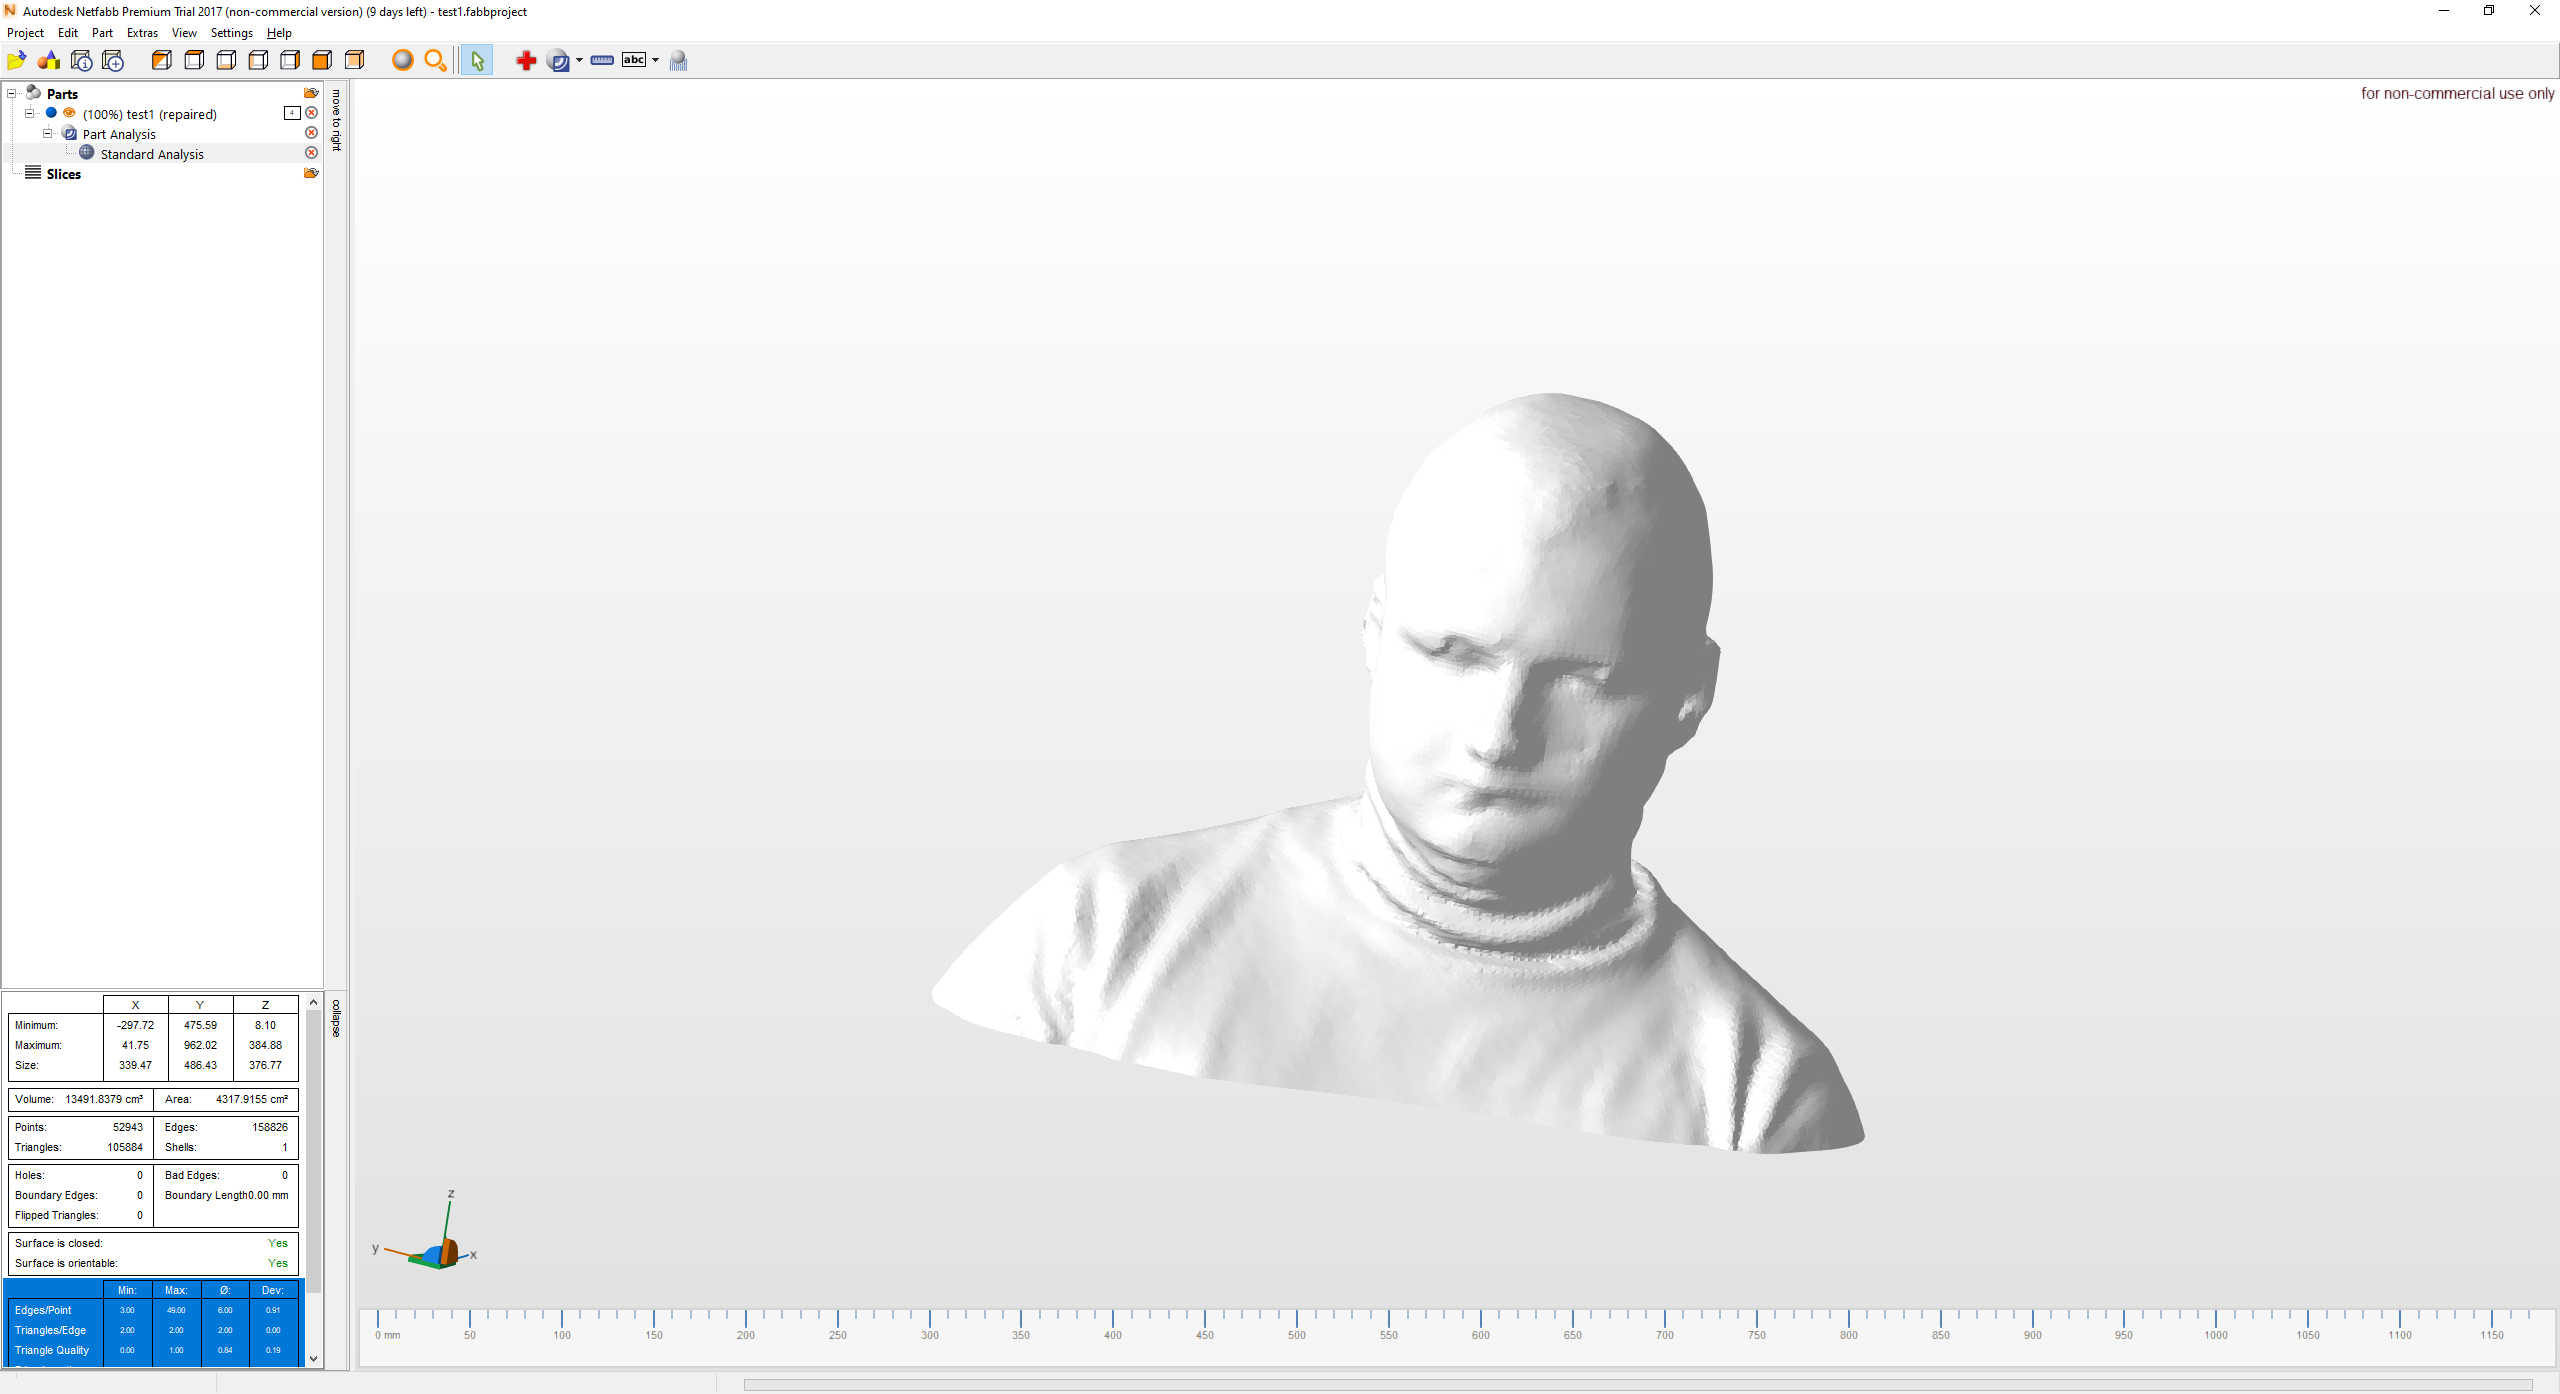 Autodesk Netfabb Premium Trial 2017 (non-commercial version) (9 days left) - test1.fabbproject
Project Edit Part Extras View Settings Help
abc
Parts
(100%) test1 (repaired)
4
Part Analysis
Standard Analysis
Slices
move to right
for non-commercial use only
collapse
X Y Z
Minimum: -297.72 475.59 8.10
Maximum: 41.75 962.02 384.88
Size: 339.47 486.43 376.77
Volume: 13491.8379 cm³ Area: 4317.9155 cm²
Points: 52943 Edges: 158826
Triangles: 105884 Shells: 1
Holes: 0 Bad Edges: 0
Boundary Edges: 0 Boundary Length0.00 mm
Flipped Triangles: 0
Surface is closed: Yes
Surface is orientable: Yes
Min: Max: Ø: Dev:
Edges/Point 3.00 49.00 6.00 0.91
Triangles/Edge 2.00 2.00 2.00 0.00
Triangle Quality 0.00 1.00 0.84 0.19
z
y
x
0 mm 50 100 150 200 250 300 350 400 450 500 550 600 650 700 750 800 850 900 950 1000 1050 1100 1150